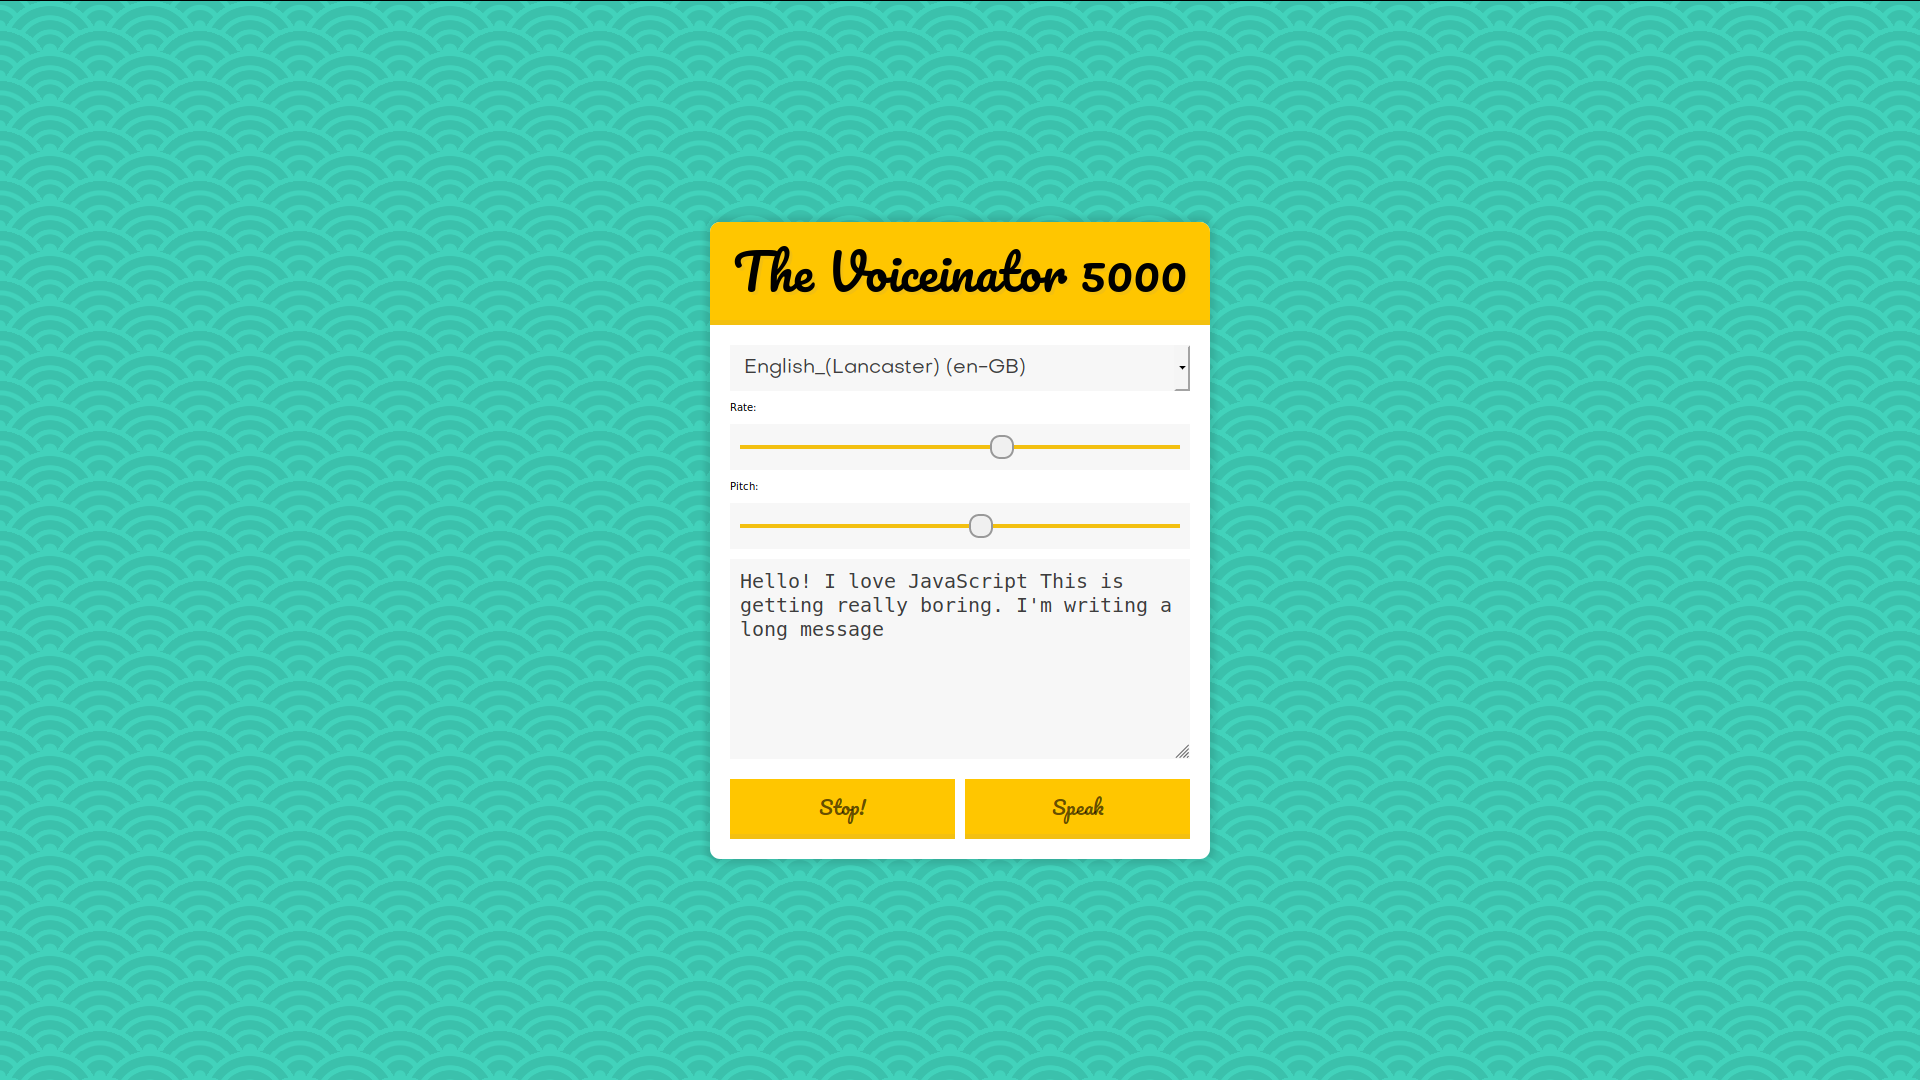 The Voiceinator 5000
English_(Lancaster) (en-GB)
Rate:
Pitch:
Hello! I love JavaScript This is
getting really boring. I'm writing a
long message
Stop!
Speak